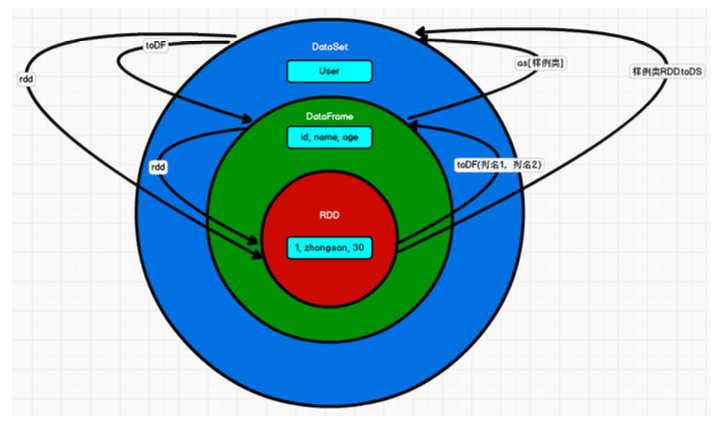 DataSet
toDF
as[样例类]
User
样例类RDDtoDS
rdd
DataFrame
id, name, age
rdd
toDF(列名1, 列名2)
RDD
1, zhangsan, 30